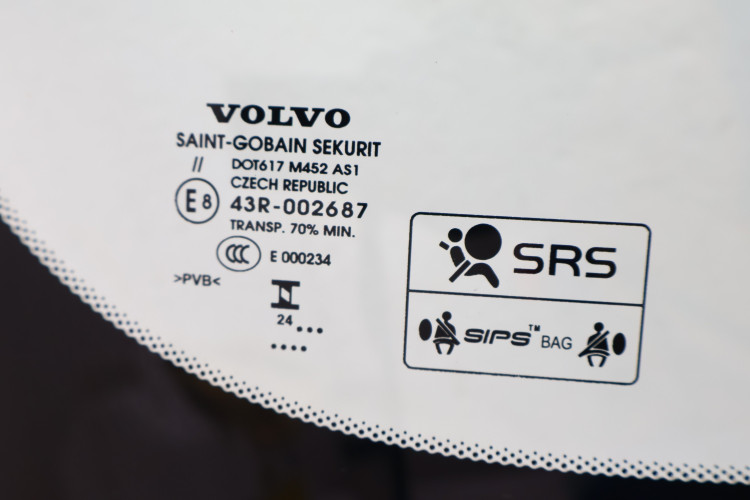 VOLVO
SAINT-GOBAIN SEKURIT
// DOT617 M452 AS1
CZECH REPUBLIC
E8 43R-002687
TRANSP. 70% MIN.
CCC E 000234
>PVB<
24 ...
....
SRS
SIPS™ BAG